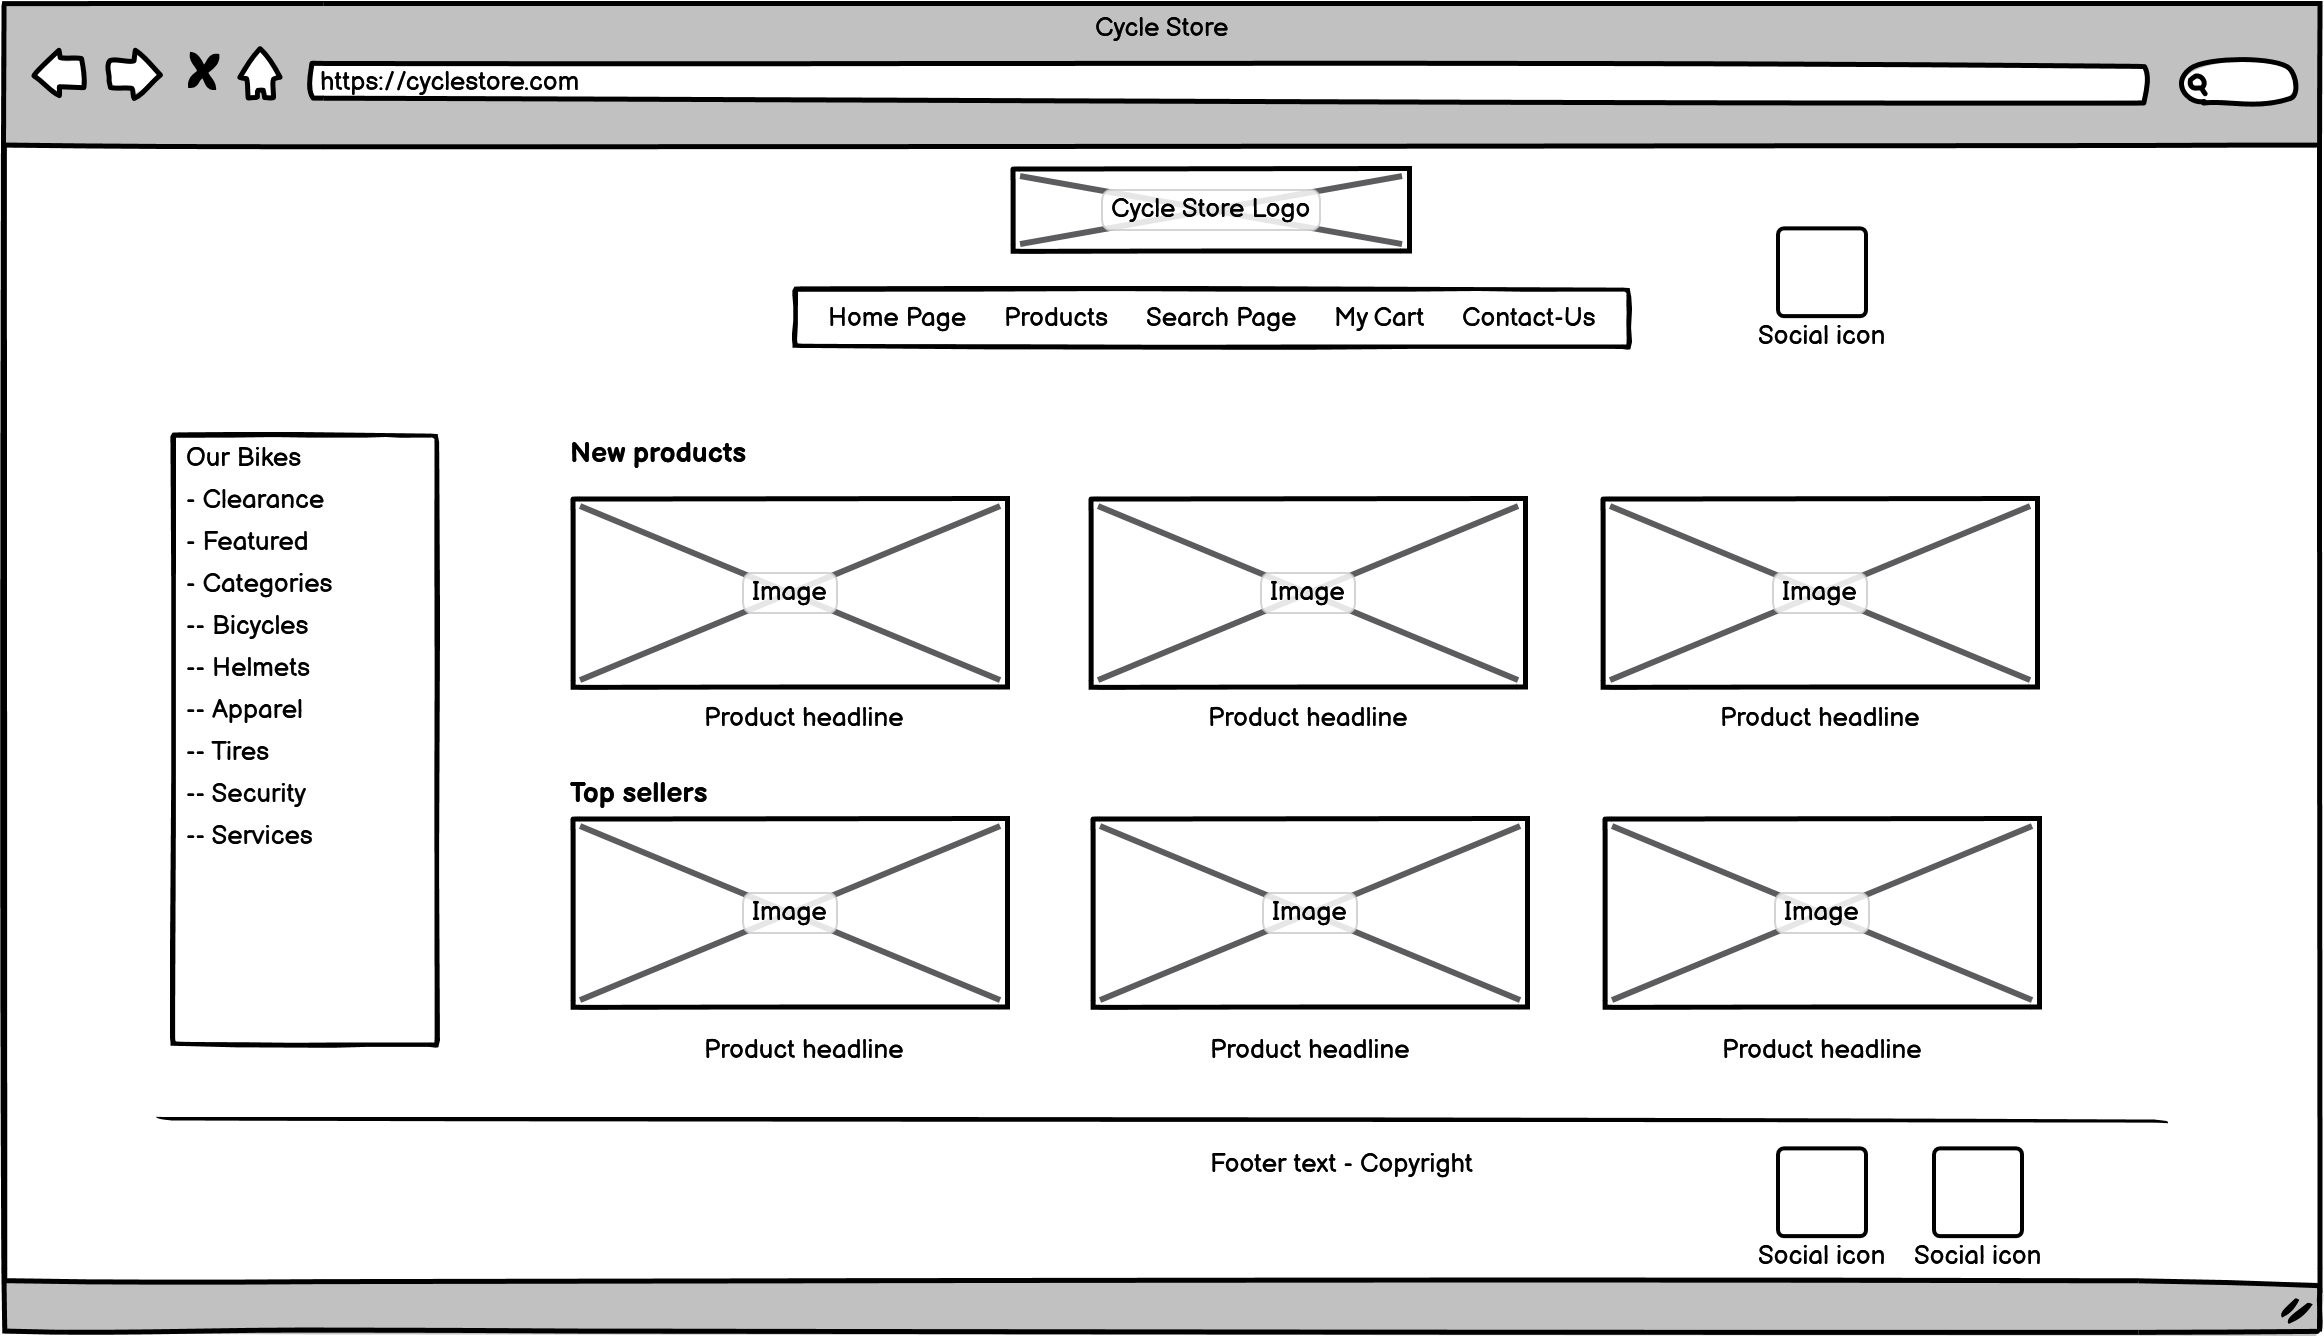 Cycle Store
https://cyclestore.com
Cycle Store Logo
Home Page Products Search Page My Cart Contact-Us
Social icon
Our Bikes
- Clearance
- Featured
- Categories
-- Bicycles
-- Helmets
-- Apparel
-- Tires
-- Security
-- Services
New products
Image Image Image
Product headline Product headline Product headline
Top sellers
Image Image Image
Product headline Product headline Product headline
Footer text - Copyright
Social icon Social icon